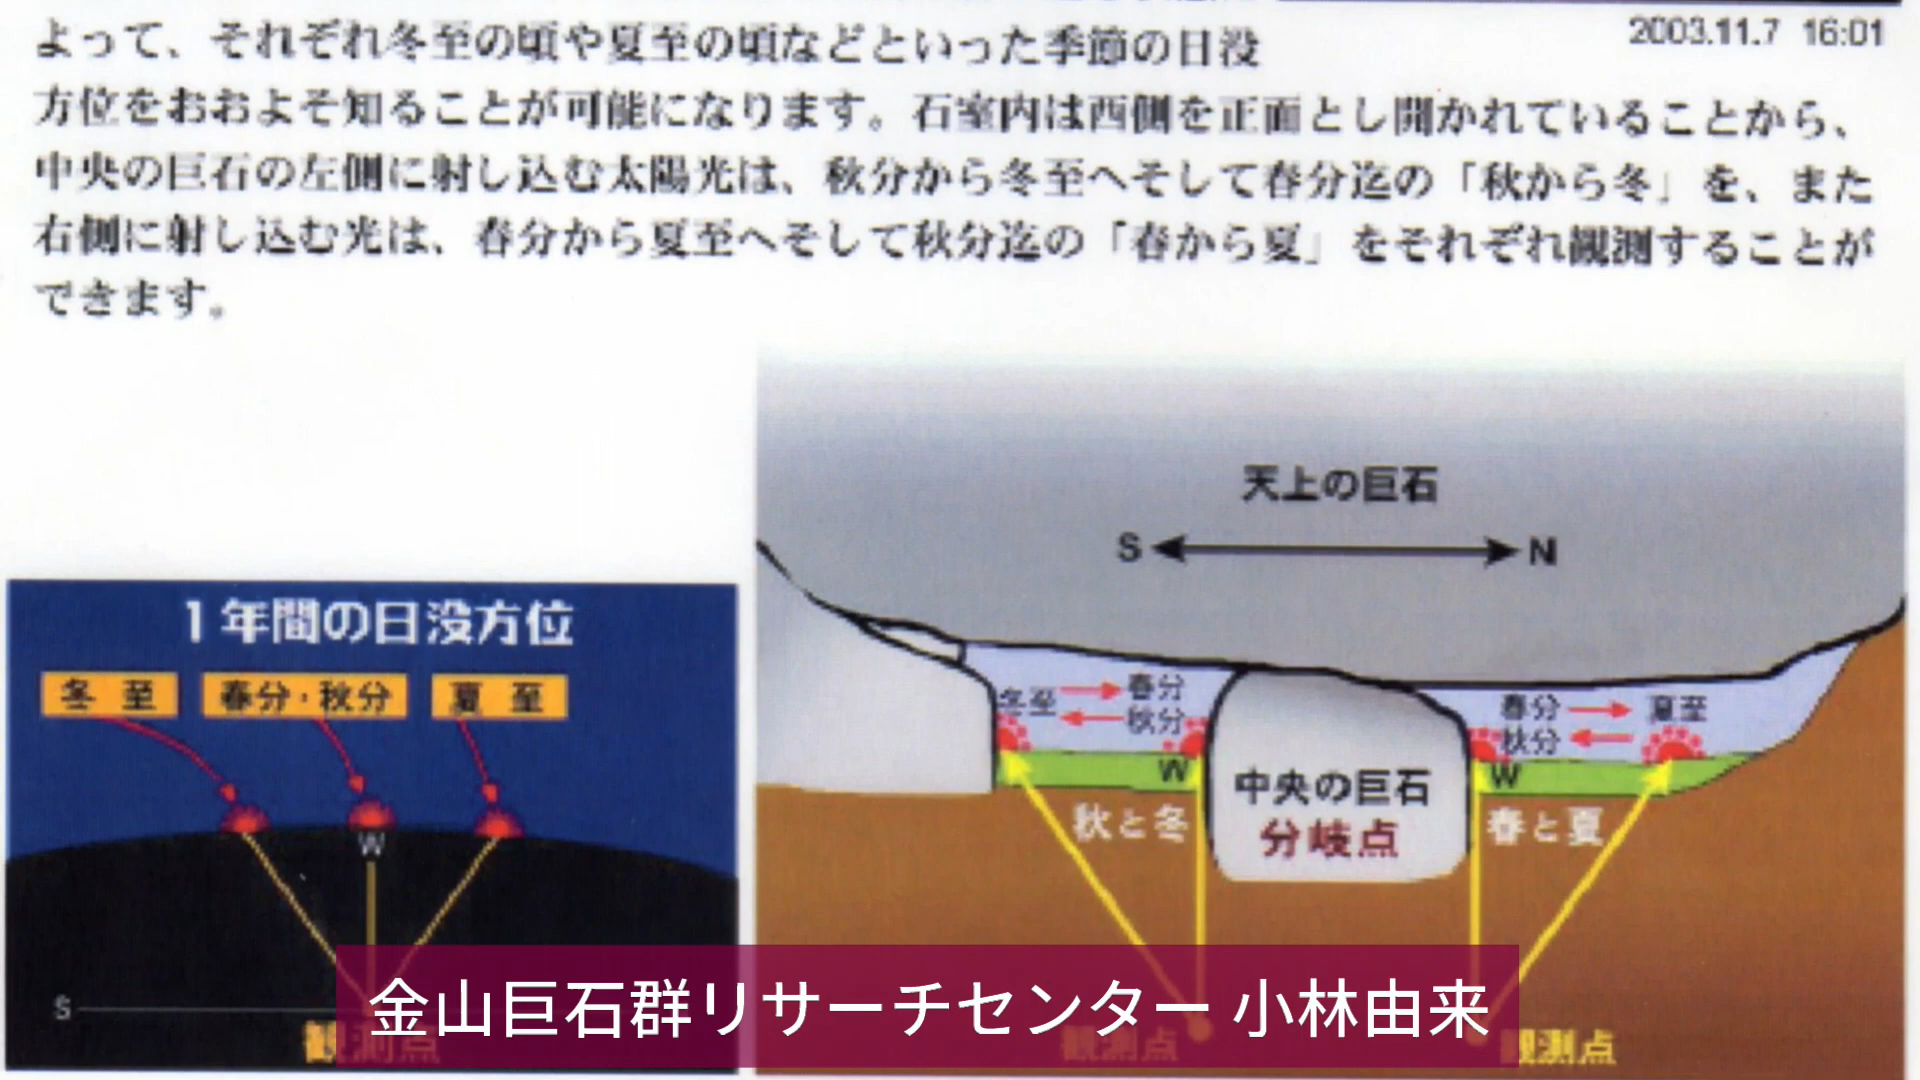 2003.11.7 16:01
よって、それぞれ冬至の頃や夏至の頃などといった季節の日没
方位をおおよそ知ることが可能になります。石室内は西側を正面とし開かれていることから、
中央の巨石の左側に射し込む太陽光は、秋分から冬至へそして春分迄の「秋から冬」を、また
右側に射し込む光は、春分から夏至へそして秋分迄の「春から夏」をそれぞれ観測することが
できます。
1年間の日没方位
冬至
春分・秋分
夏至
W
S
観測点
天上の巨石
S N
冬至 春分
秋分
W
秋と冬
中央の巨石
分岐点
春分 夏至
秋分
W
春と夏
観測点
観測点
金山巨石群リサーチセンター 小林由来